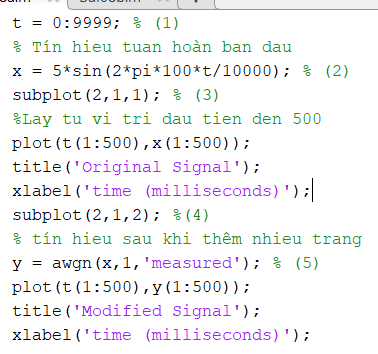 t = 0:9999; % (1)
% Tín hieu tuan hoàn ban dau
x = 5*sin(2*pi*100*t/10000); % (2)
subplot(2,1,1); % (3)
%Lay tu vi tri dau tien den 500
plot(t(1:500),x(1:500));
title('Original Signal');
xlabel('time (milliseconds)');
subplot(2,1,2); %(4)
% tín hieu sau khi thêm nhieu trang
y = awgn(x,1,'measured'); % (5)
plot(t(1:500),y(1:500));
title('Modified Signal');
xlabel('time (milliseconds)');